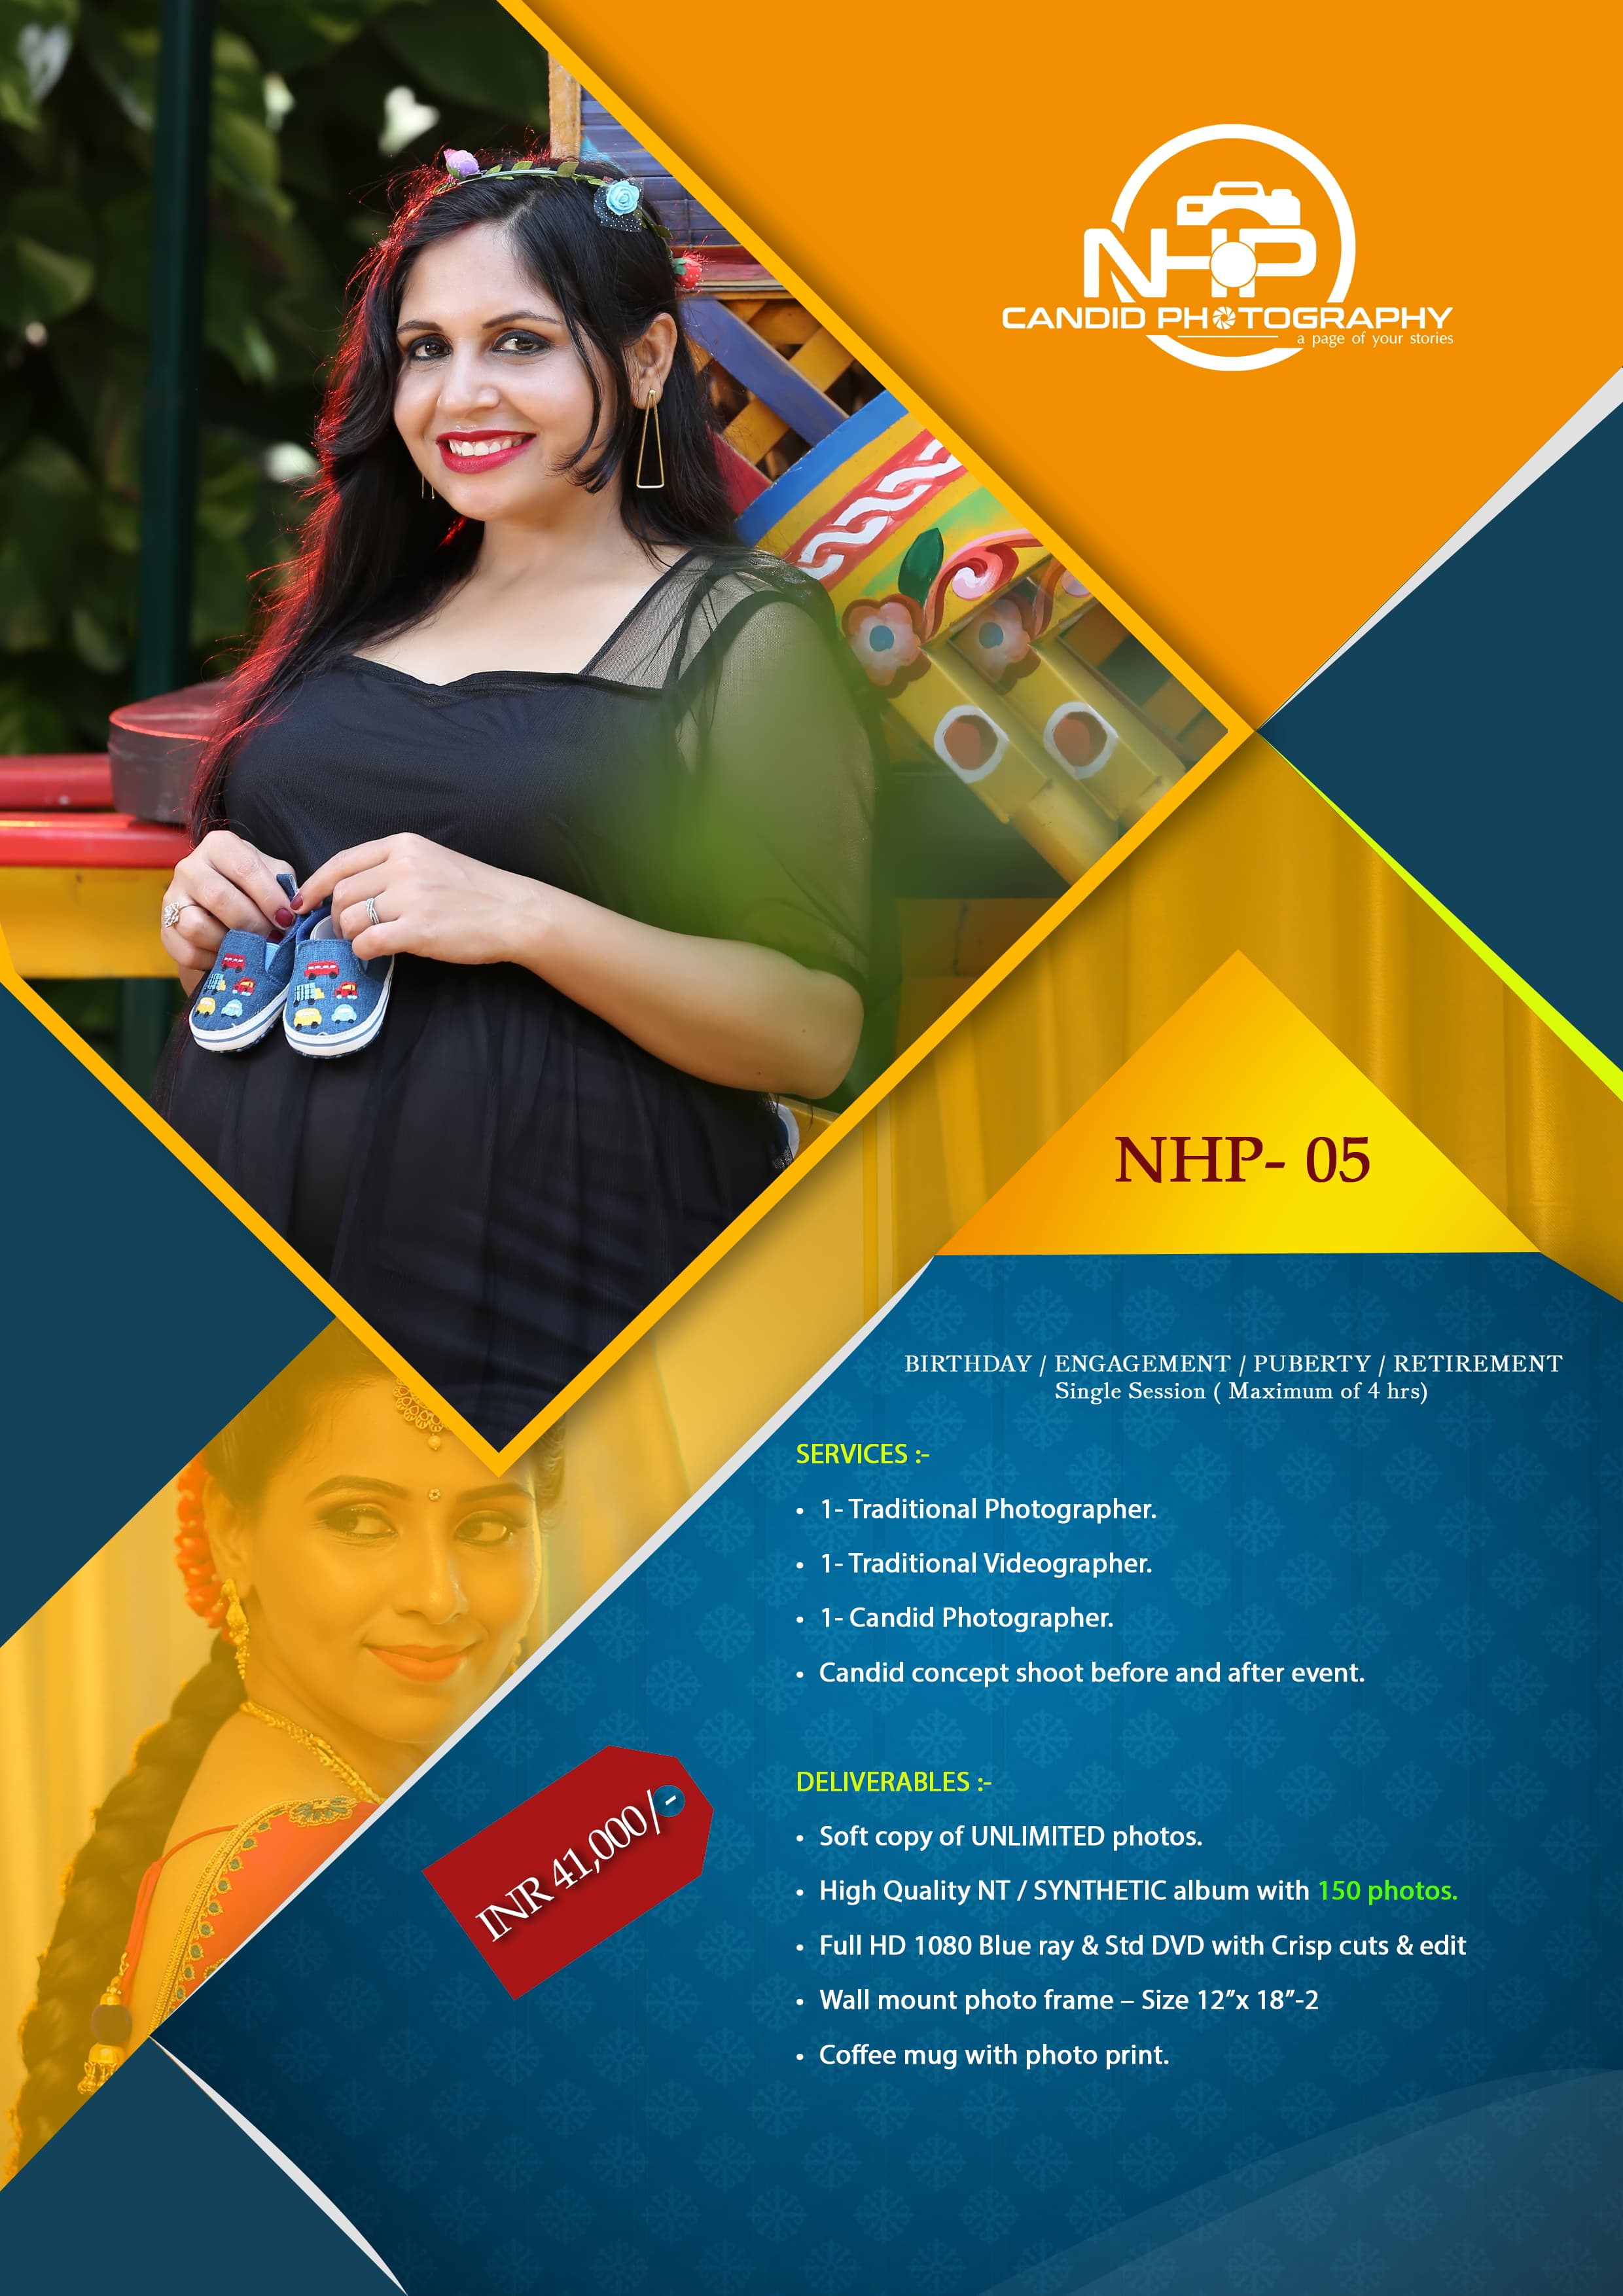 NHP
CANDID PHOTOGRAPHY
a page of your stories
NHP- 05
BIRTHDAY / ENGAGEMENT / PUBERTY / RETIREMENT
Single Session ( Maximum of 4 hrs)
SERVICES :-
• 1- Traditional Photographer.
• 1- Traditional Videographer.
• 1- Candid Photographer.
• Candid concept shoot before and after event.
DELIVERABLES :-
• Soft copy of UNLIMITED photos.
• High Quality NT / SYNTHETIC album with 150 photos.
• Full HD 1080 Blue ray & Std DVD with Crisp cuts & edit
• Wall mount photo frame – Size 12”x 18”-2
• Coffee mug with photo print.
INR 41,000/-